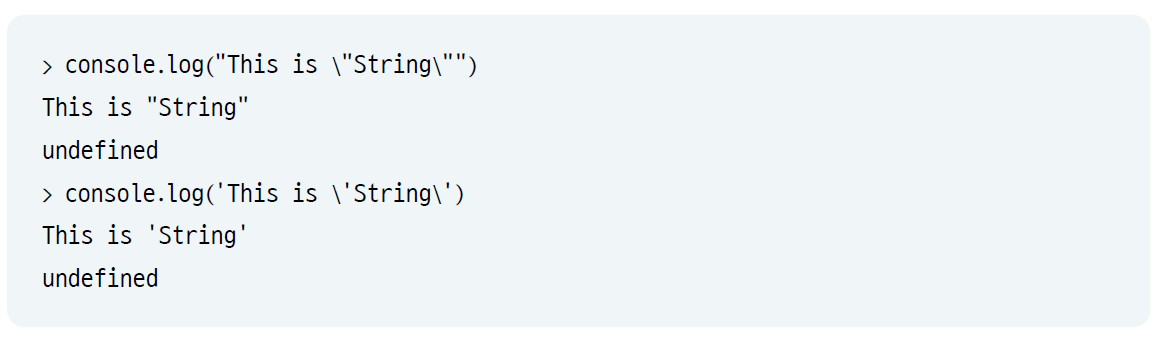 > console.log("This is \"String\"")
This is "String"
undefined
> console.log('This is \'String\')
This is 'String'
undefined